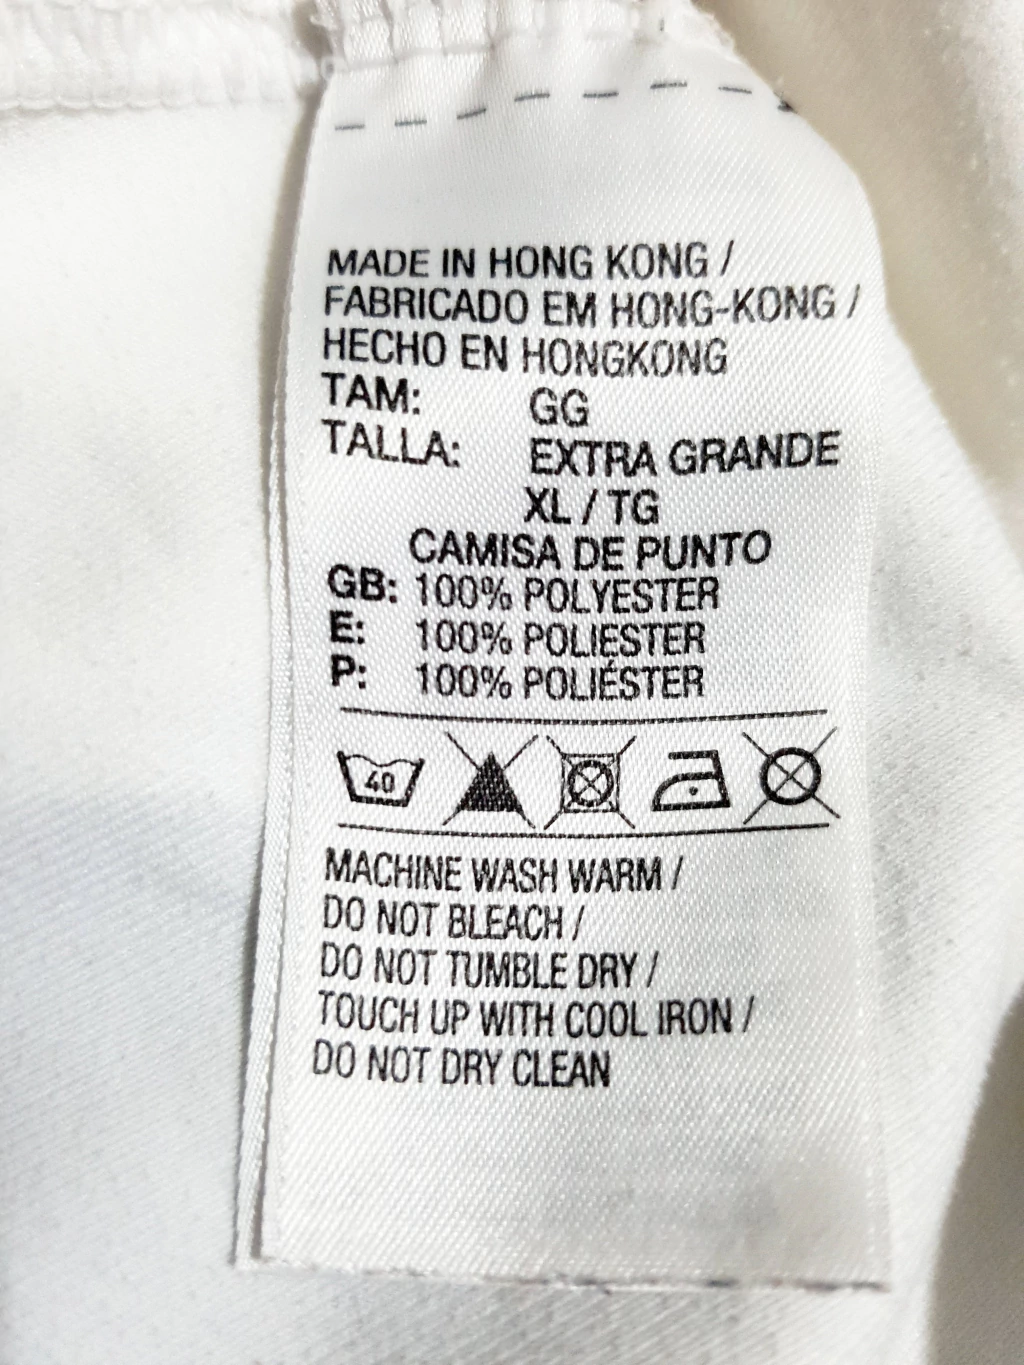 MADE IN HONG KONG /
FABRICADO EM HONG-KONG /
HECHO EN HONGKONG
TAM: GG
TALLA: EXTRA GRANDE
XL / TG
CAMISA DE PUNTO
GB: 100% POLYESTER
E: 100% POLIESTER
P: 100% POLIÉSTER
40
MACHINE WASH WARM /
DO NOT BLEACH /
DO NOT TUMBLE DRY /
TOUCH UP WITH COOL IRON /
DO NOT DRY CLEAN